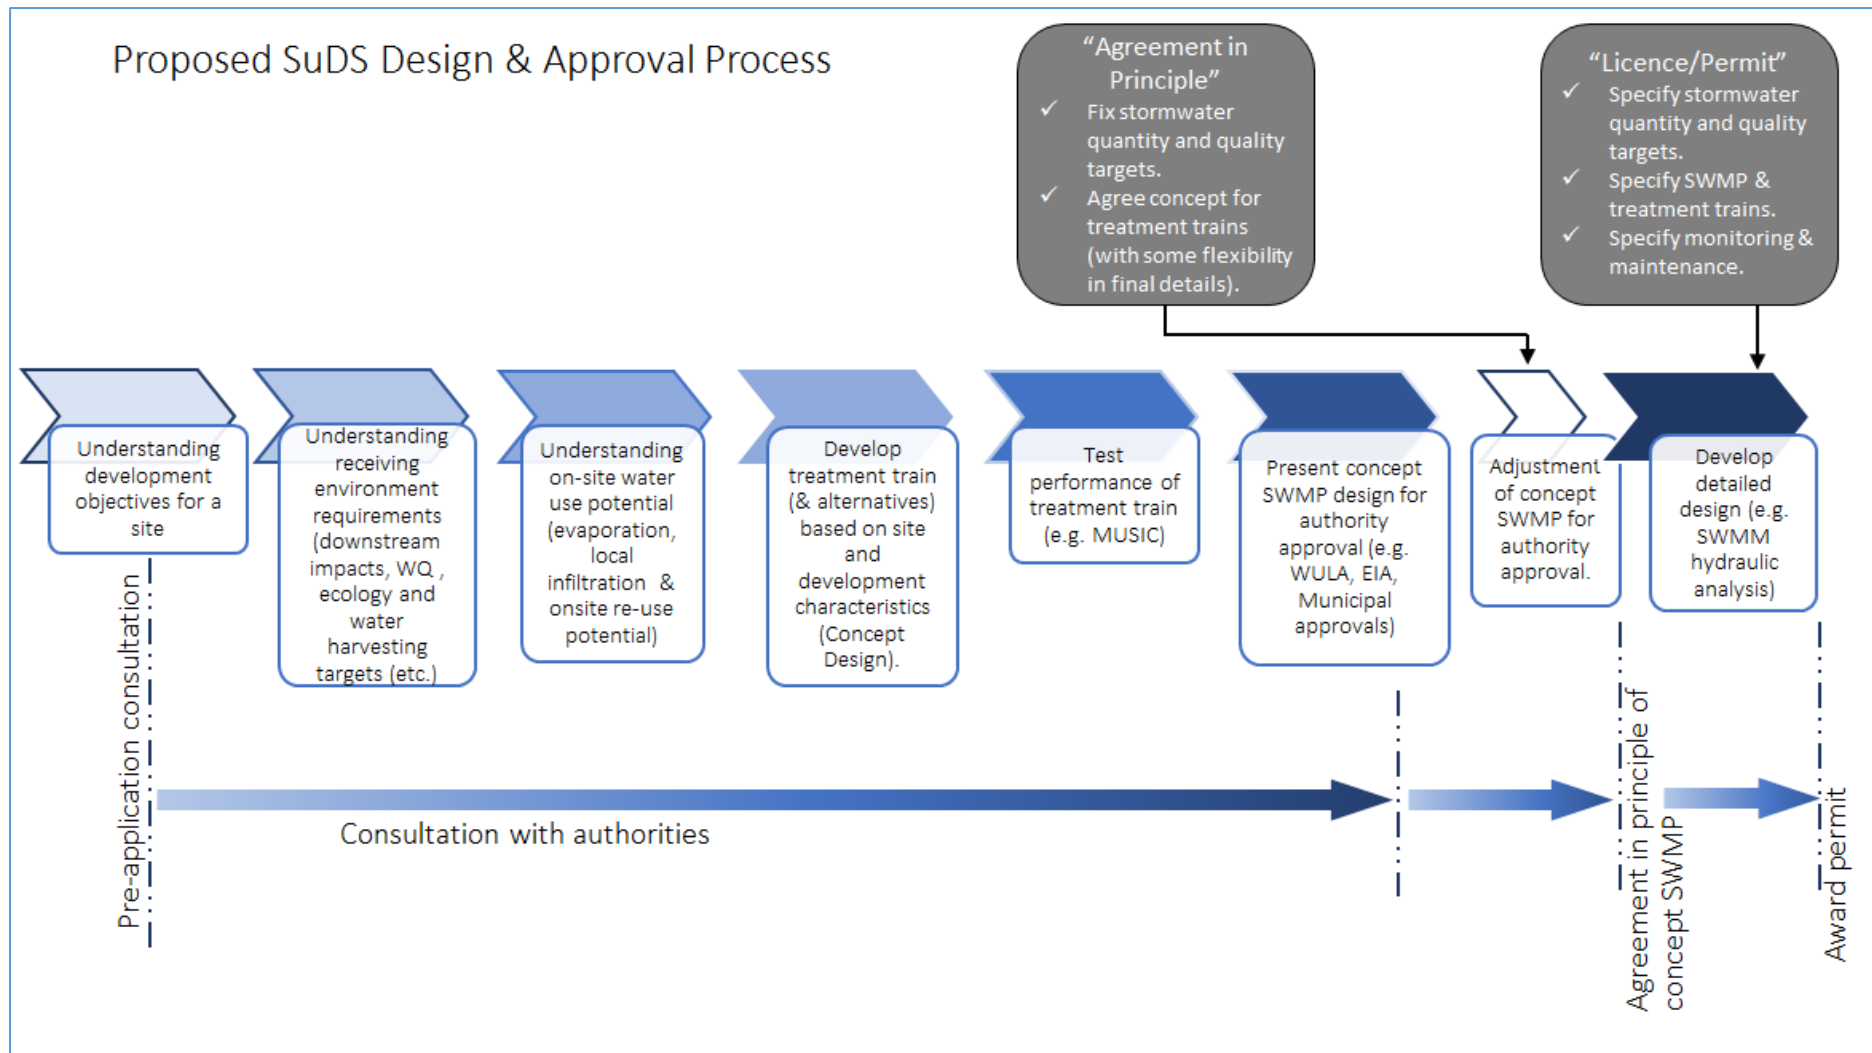 Proposed SuDS Design & Approval Process
“Agreement in
Principle”
✓ Fix stormwater
quantity and quality
targets.
✓ Agree concept for
treatment trains
(with some flexibility
in final details).
“Licence/Permit”
✓ Specify stormwater
quantity and quality
targets.
✓ Specify SWMP &
treatment trains.
✓ Specify monitoring &
maintenance.
Understanding
development
objectives for a
site
Understanding
receiving
environment
requirements
(downstream
impacts, WQ ,
ecology and
water
harvesting
targets (etc.)
Understanding
on-site water
use potential
(evaporation,
local
infiltration &
onsite re-use
potential)
Develop
treatment train
(& alternatives)
based on site
and
development
characteristics
(Concept
Design).
Test
performance of
treatment train
(e.g. MUSIC)
Present concept
SWMP design for
authority
approval (e.g.
WULA, EIA,
Municipal
approvals)
Adjustment
of concept
SWMP for
authority
approval.
Develop
detailed
design (e.g.
SWMM
hydraulic
analysis)
Pre-application consultation
Consultation with authorities
Agreement in principle of
concept SWMP
Award permit